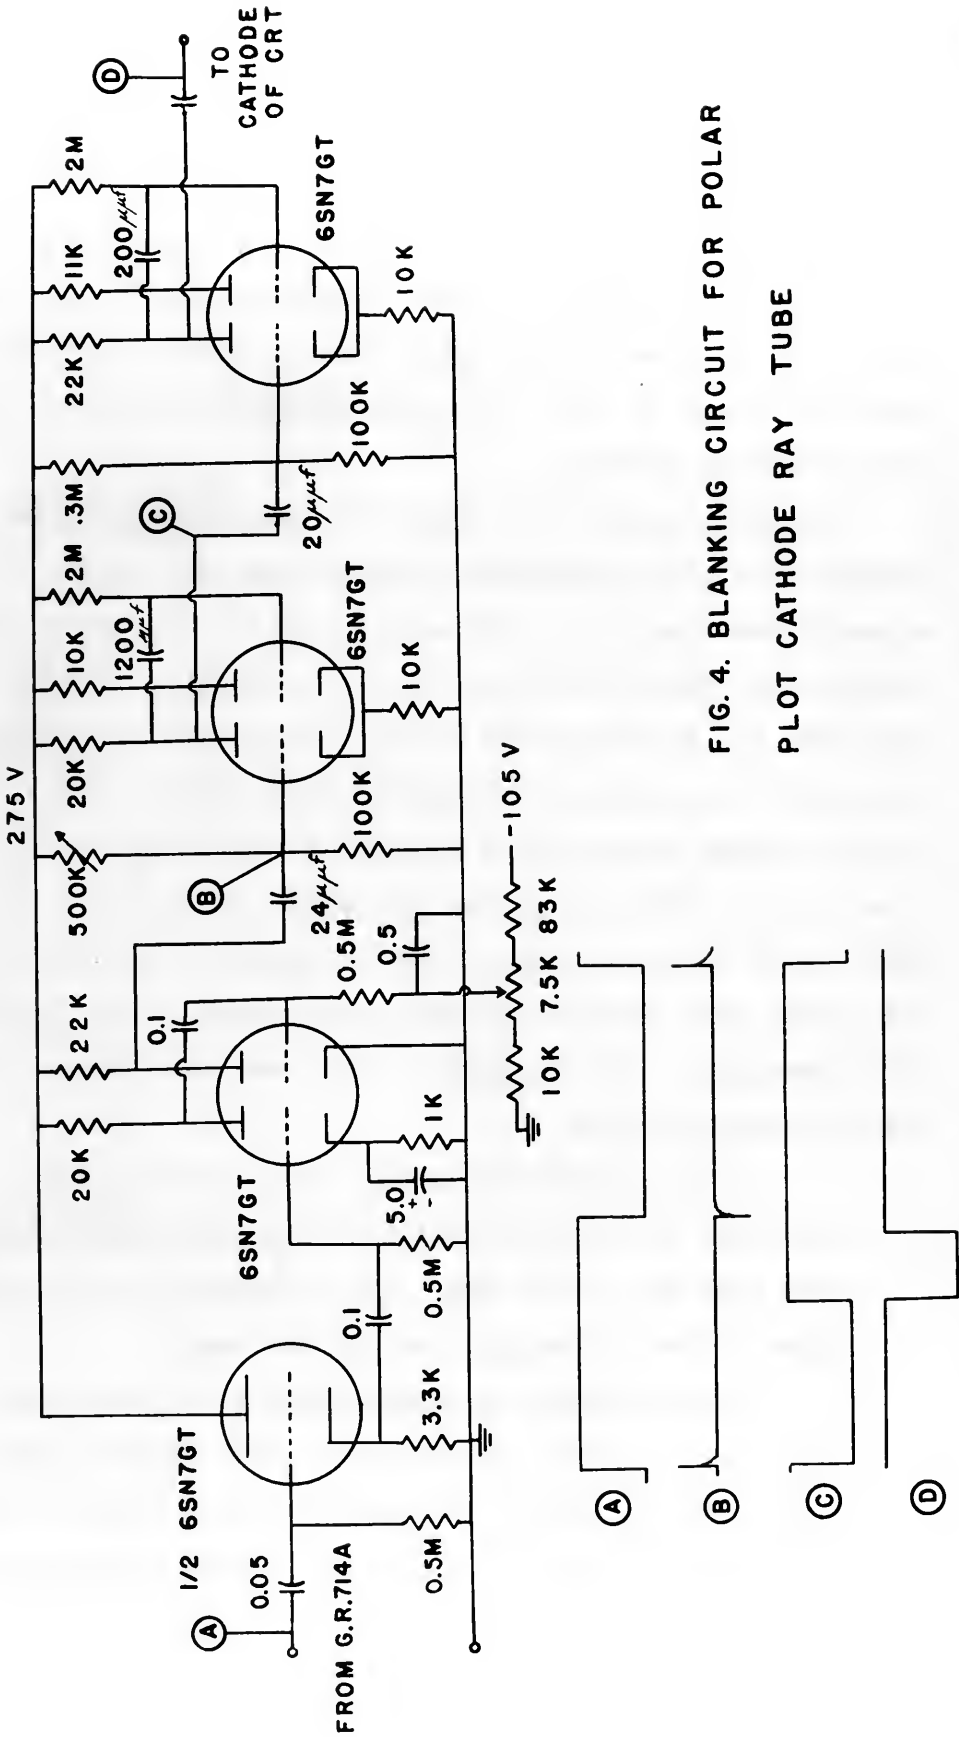 275 V
20K
22K
500K
20K
10K
2M
.3M
22K
11K
2M
0.1
1200μμf
200μμf
B
C
D
TO
CATHODE
OF CRT
1/2 6SN7GT
6SN7GT
6SN7GT
6SN7GT
A
0.05
24μμf
20μμf
FROM G.R.714A
0.1
5.0
+
-
0.5M
0.5
100K
100K
0.5M
3.3K
0.5M
1K
10K
10K
10K
7.5K
83K
-105 V
A
B
C
D
FIG. 4. BLANKING CIRCUIT FOR POLAR
PLOT CATHODE RAY TUBE